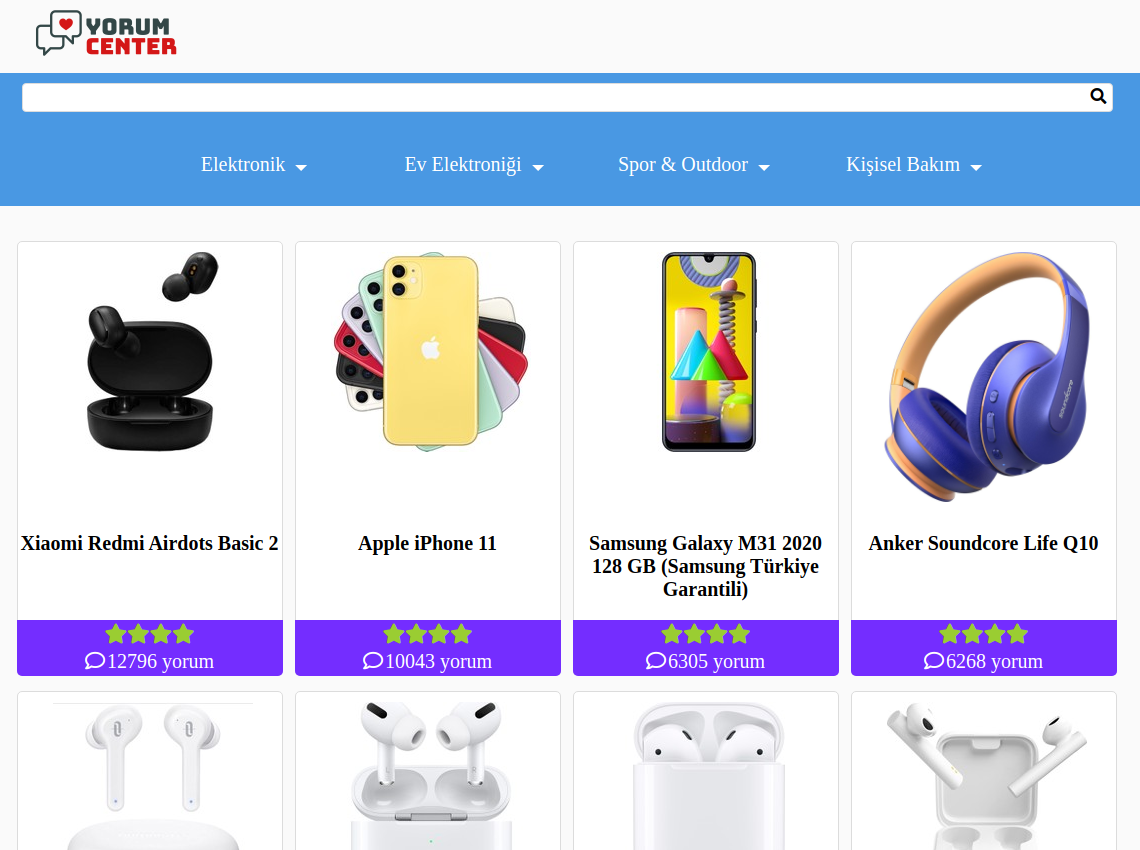 YORUM
CENTER
Elektronik
Ev Elektroniği
Spor & Outdoor
Kişisel Bakım
soundcore
Xiaomi Redmi Airdots Basic 2
Apple iPhone 11
Samsung Galaxy M31 2020
128 GB (Samsung Türkiye
Garantili)
Anker Soundcore Life Q10
12796 yorum
10043 yorum
6305 yorum
6268 yorum